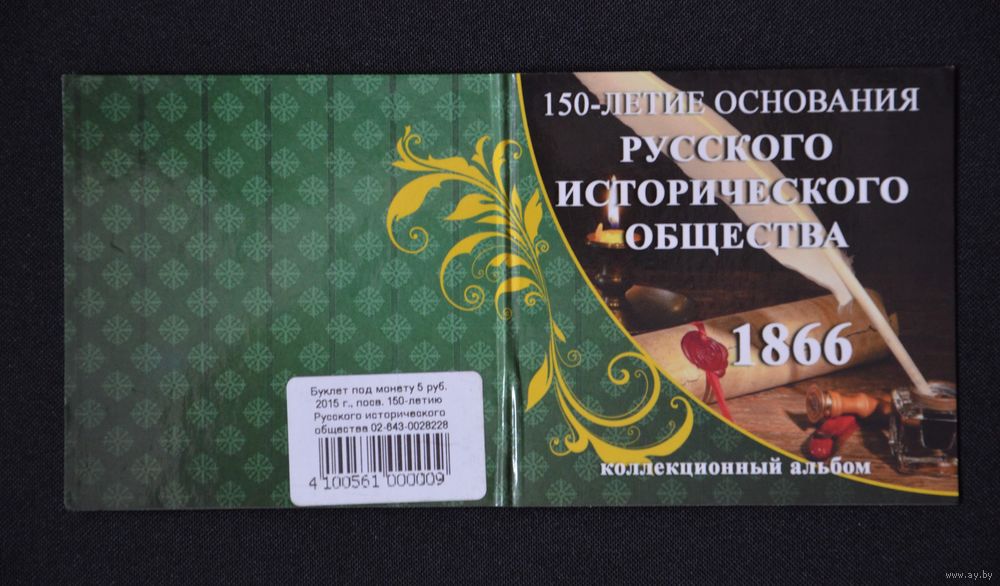 150-ЛЕТИЕ ОСНОВАНИЯ
РУССКОГО
ИСТОРИЧЕСКОГО
ОБЩЕСТВА
1866
коллекционный альбом
Буклет под монету 5 руб.
2015 г., посв. 150-летию
Русского исторического
общества 02-643-0028228
4 100561 000009
www.ay.by